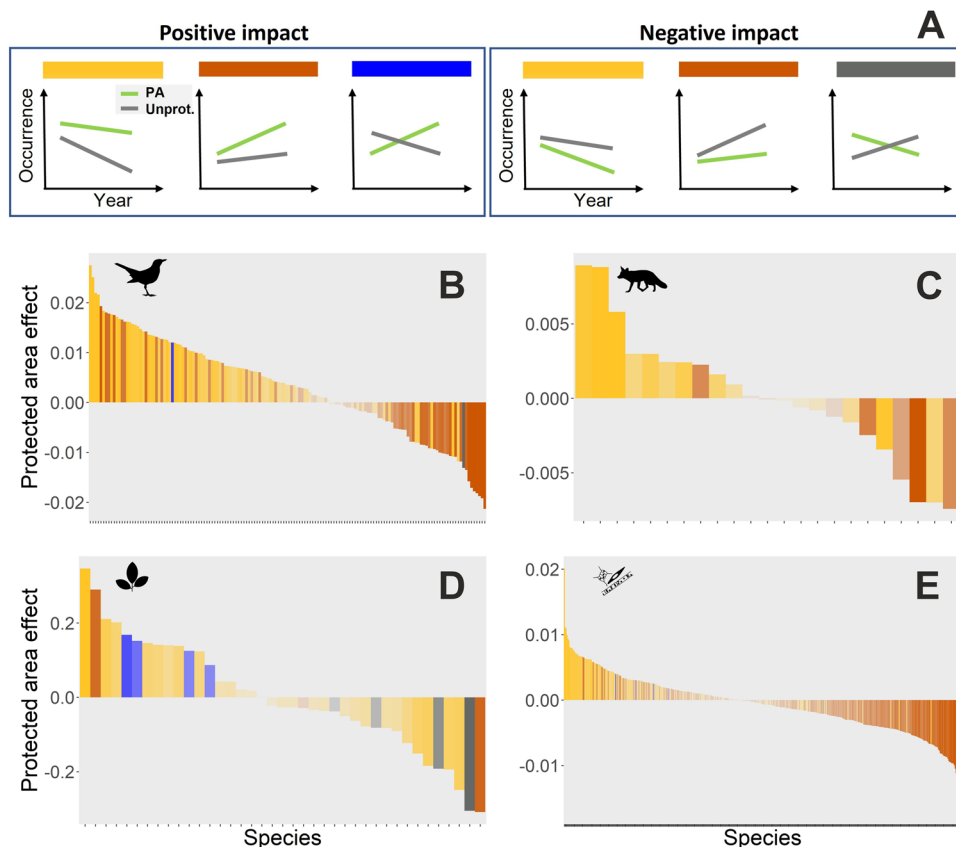 Positive impact
Negative impact
A
PA
Unprot.
Occurrence
Year
Occurrence
Year
B
Protected area effect
0.02
0.01
0.00
-0.01
-0.02
C
0.005
0.000
-0.005
D
Protected area effect
0.2
0.0
-0.2
Species
E
0.02
0.01
0.00
-0.01
Species